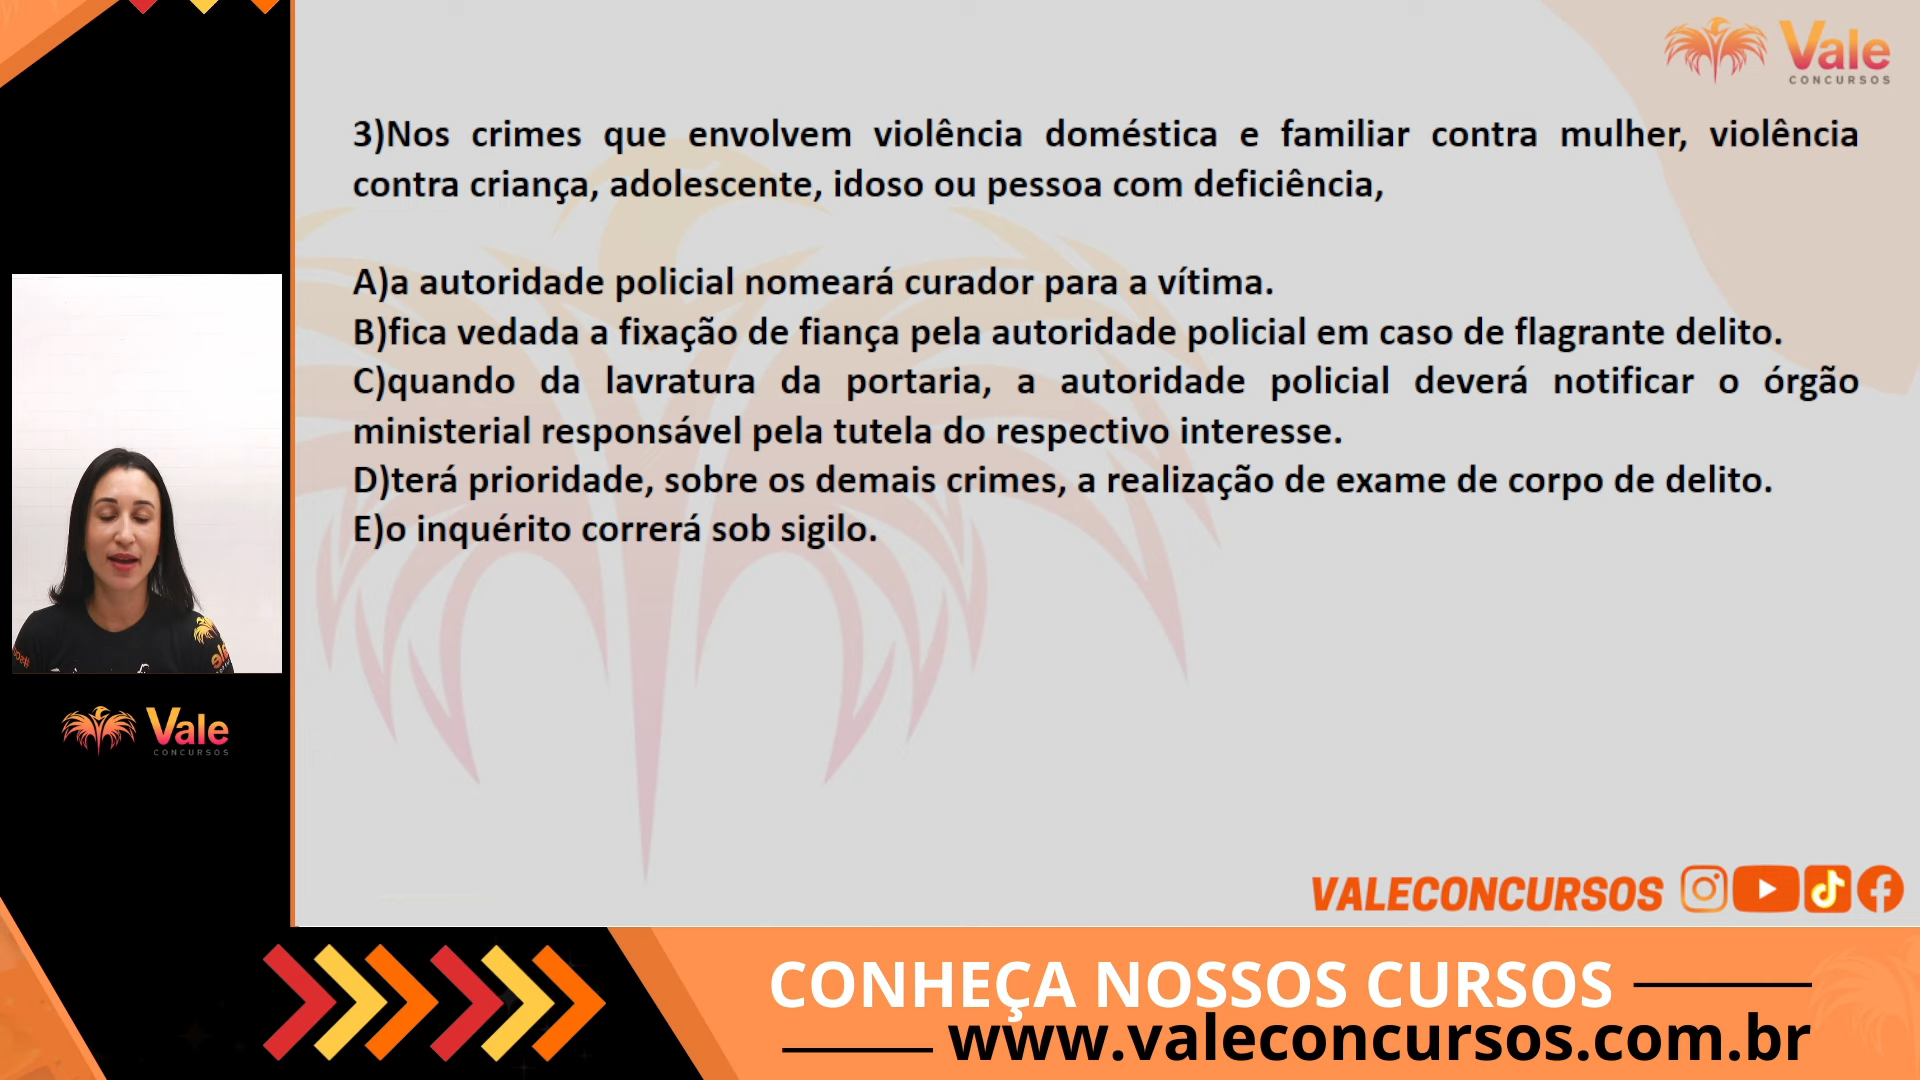 Vale
CONCURSOS
3)Nos crimes que envolvem violência doméstica e familiar contra mulher, violência
contra criança, adolescente, idoso ou pessoa com deficiência,
A)a autoridade policial nomeará curador para a vítima.
B)fica vedada a fixação de fiança pela autoridade policial em caso de flagrante delito.
C)quando da lavratura da portaria, a autoridade policial deverá notificar o órgão
ministerial responsável pela tutela do respectivo interesse.
D)terá prioridade, sobre os demais crimes, a realização de exame de corpo de delito.
E)o inquérito correrá sob sigilo.
Vale
CONCURSOS
VALECONCURSOS
CONHEÇA NOSSOS CURSOS
www.valeconcursos.com.br